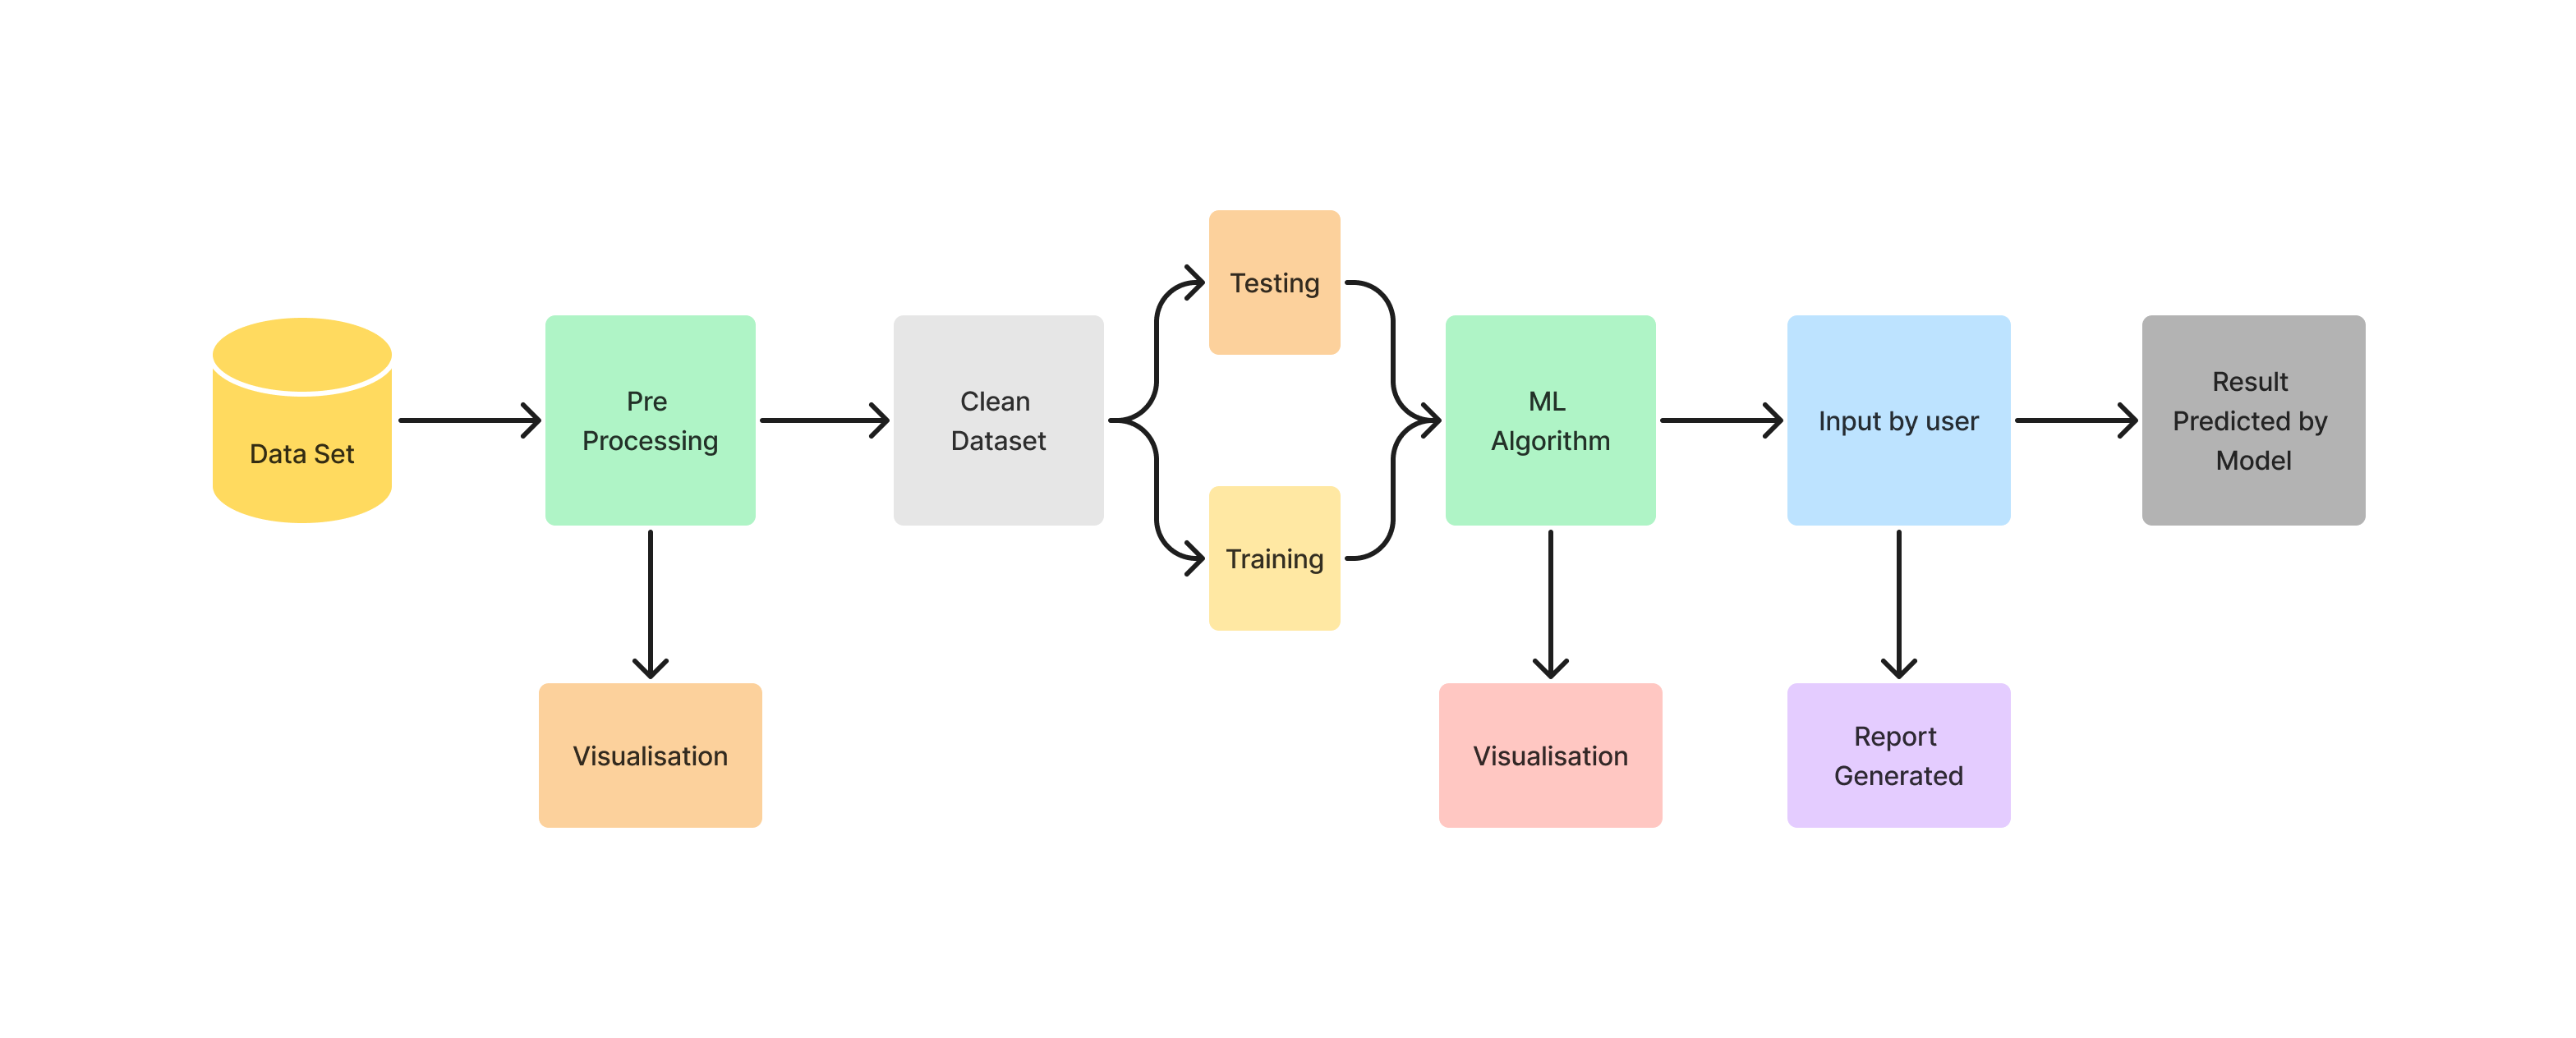 Data Set
Pre
Processing
Clean
Dataset
Testing
Training
ML
Algorithm
Input by user
Result
Predicted by
Model
Visualisation
Visualisation
Report
Generated